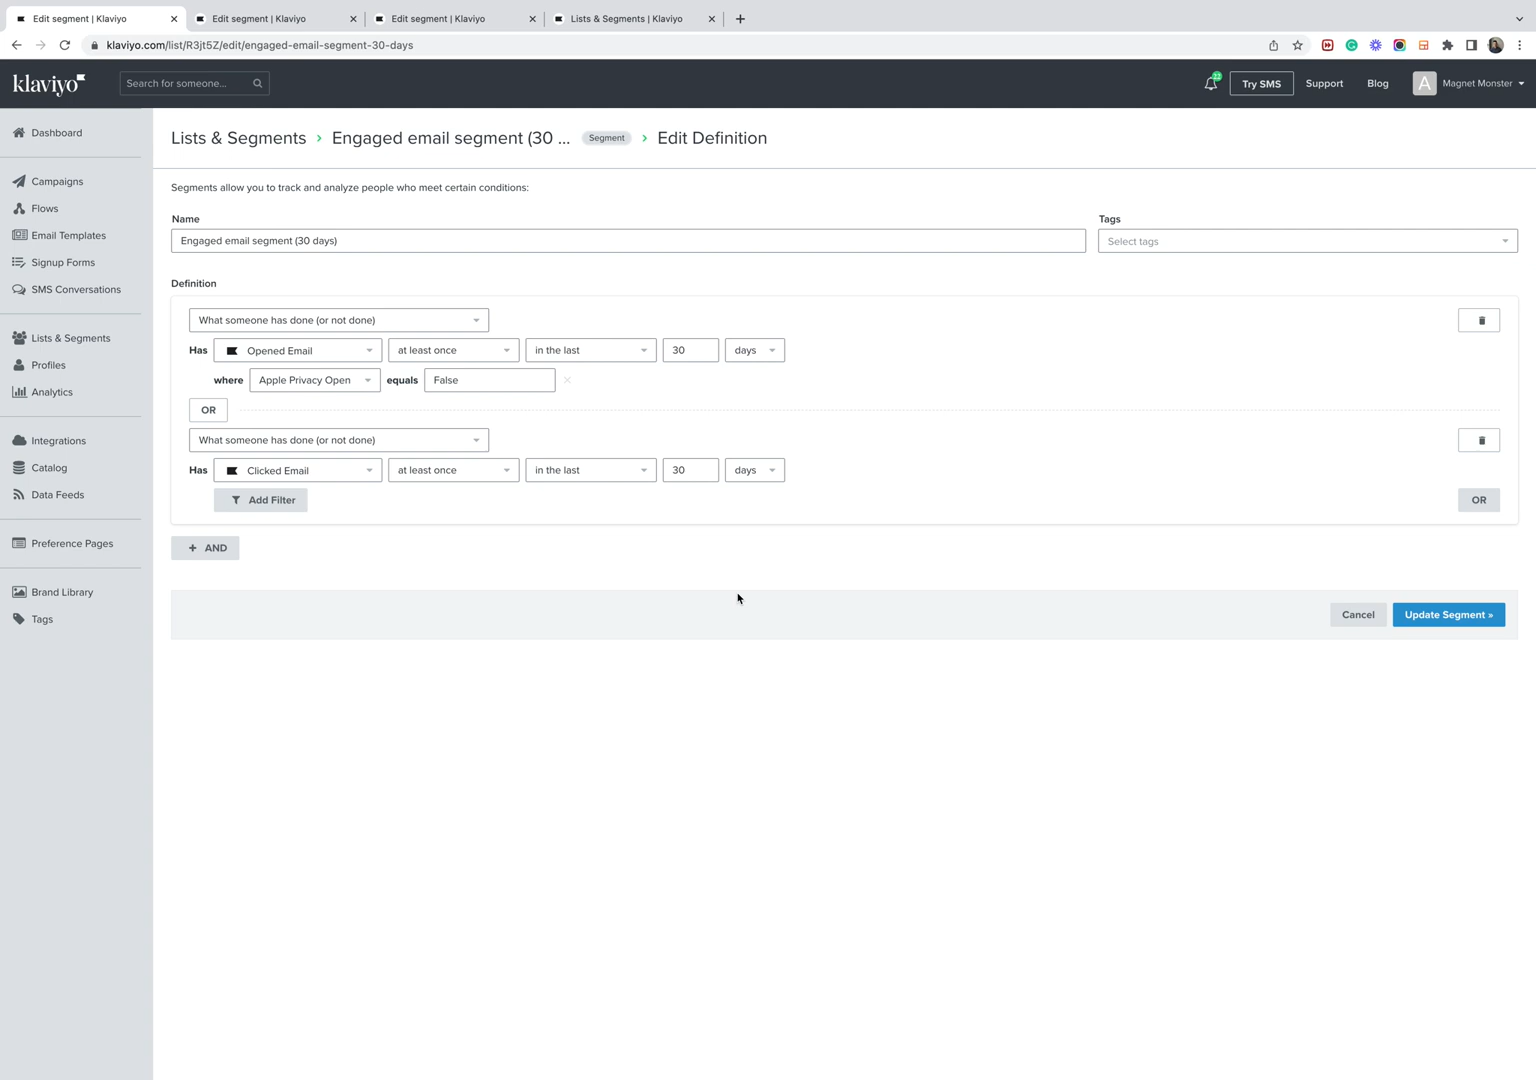 Edit segment | Klaviyo
Edit segment | Klaviyo
Edit segment | Klaviyo
Lists & Segments | Klaviyo
klaviyo.com/list/R3jt5Z/edit/engaged-email-segment-30-days
klaviyo
Search for someone...
22
Try SMS
Support
Blog
A
Magnet Monster
Dashboard
Campaigns
Flows
Email Templates
Signup Forms
SMS Conversations
Lists & Segments
Profiles
Analytics
Integrations
Catalog
Data Feeds
Preference Pages
Brand Library
Tags
Lists & Segments › Engaged email segment (30 ... Segment › Edit Definition
Segments allow you to track and analyze people who meet certain conditions:
Name
Engaged email segment (30 days)
Tags
Select tags
Definition
What someone has done (or not done)
Has Opened Email at least once in the last 30 days
where Apple Privacy Open equals False
OR
What someone has done (or not done)
Has Clicked Email at least once in the last 30 days
Add Filter
OR
+ AND
Cancel
Update Segment »